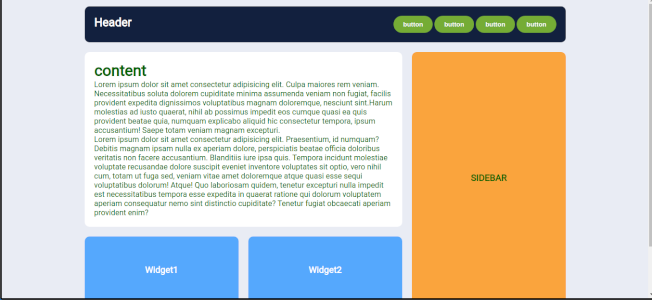 Header
button button button button
content
Lorem ipsum dolor sit amet consectetur adipisicing elit. Culpa maiores rem veniam.
Necessitatibus soluta dolorem cupiditate minima assumenda veniam non fugiat, facilis
provident expedita dignissimos voluptatibus magnam doloremque, nesciunt sint.Harum
molestias ad iusto quaerat, nihil ab possimus impedit eos cumque quasi ea quis
provident beatae quia, numquam explicabo aliquid hic consectetur tempora, ipsum
accusantium! Saepe totam veniam magnam excepturi.
Lorem ipsum dolor sit amet consectetur adipisicing elit. Praesentium, id numquam?
Debitis magnam ipsum nulla ex aperiam dolore, perspiciatis beatae officia doloribus
veritatis non facere accusantium. Blanditiis iure ipsa quis. Tempora incidunt molestiae
voluptate recusandae dolore suscipit eveniet inventore voluptates sit optio, vero nihil
cum, totam ut fuga sed, veniam vitae amet doloremque atque quasi esse sequi
voluptatibus dolorum! Atque! Quo laboriosam quidem, tenetur excepturi nulla impedit
est necessitatibus tempora esse expedita in quaerat ratione qui dolorum voluptatem
aperiam consequatur nemo sint distinctio cupiditate? Tenetur fugiat obcaecati aperiam
provident enim?
SIDEBAR
Widget1
Widget2